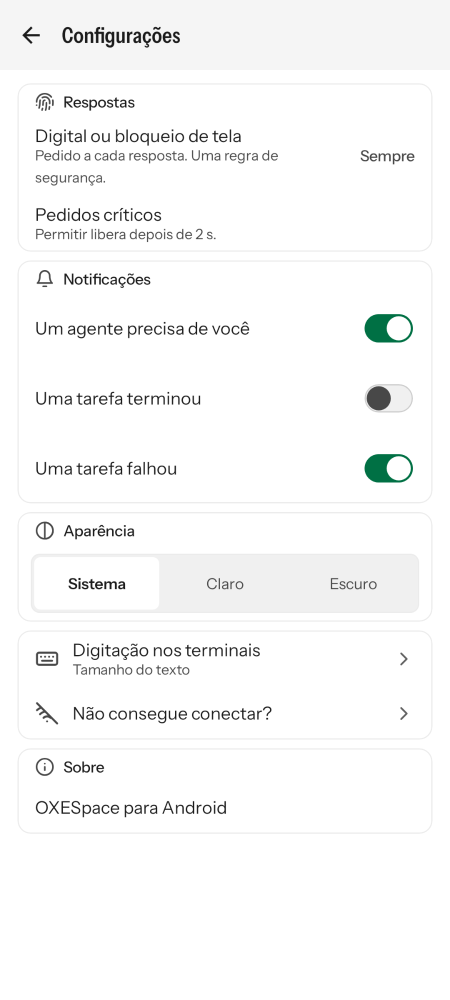 Configurações
Respostas
Digital ou bloqueio de tela
Pedido a cada resposta. Uma regra de
segurança.
Sempre
Pedidos críticos
Permitir libera depois de 2 s.
Notificações
Um agente precisa de você
Uma tarefa terminou
Uma tarefa falhou
Aparência
Sistema
Claro
Escuro
Digitação nos terminais
Tamanho do texto
Não consegue conectar?
Sobre
OXESpace para Android